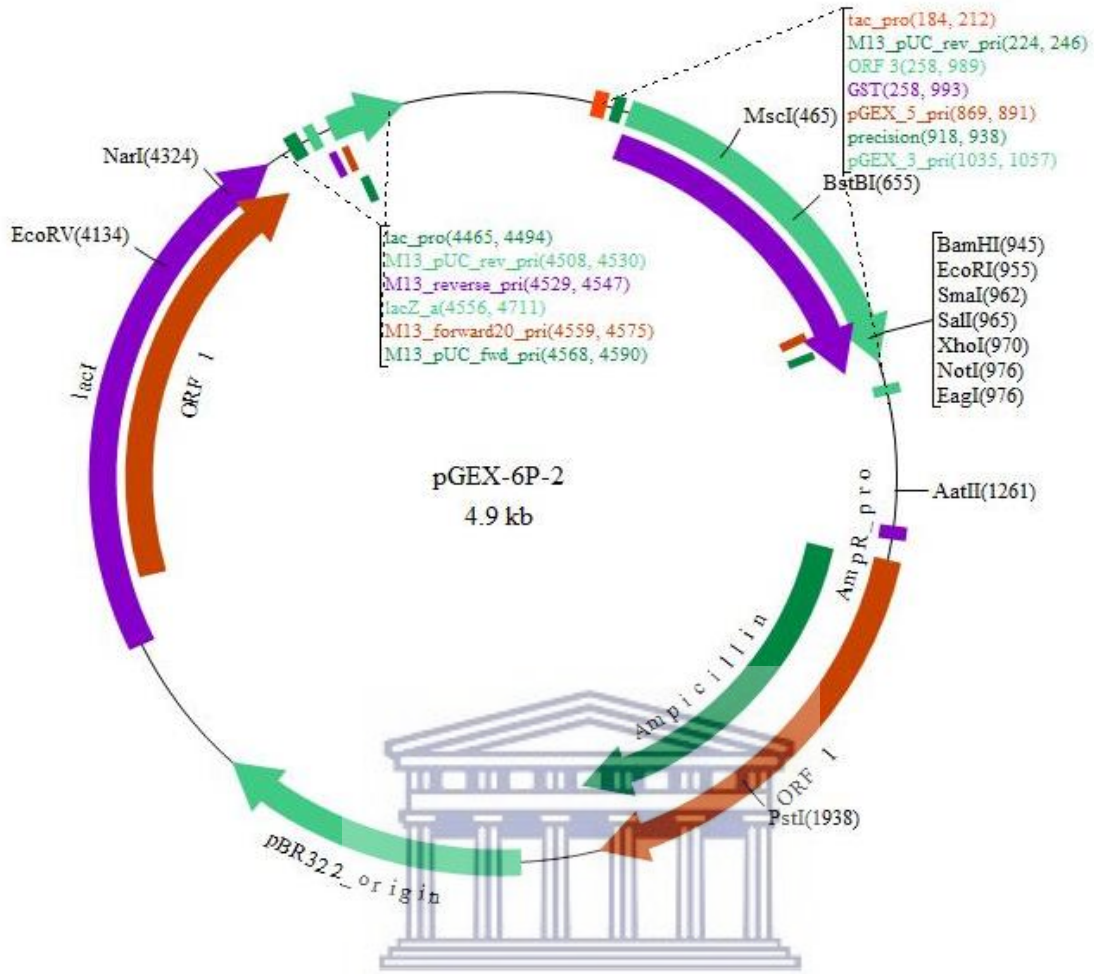 tac_pro(184, 212)
M13_pUC_rev_pri(224, 246)
ORF 3(258, 989)
GST(258, 993)
pGEX_5_pri(869, 891)
precision(918, 938)
pGEX_3_pri(1035, 1057)
MscI(465)
BstBI(655)
NarI(4324)
EcoRV(4134)
lac_pro(4465, 4494)
M13_pUC_rev_pri(4508, 4530)
M13_reverse_pri(4529, 4547)
lacZ_a(4556, 4711)
M13_forward20_pri(4559, 4575)
M13_pUC_fwd_pri(4568, 4590)
BamHI(945)
EcoRI(955)
SmaI(962)
SalI(965)
XhoI(970)
NotI(976)
EagI(976)
lacI
ORF 1
pGEX-6P-2
4.9 kb
AatII(1261)
AmpR_pro
Ampicillin
ORF 1
PstI(1938)
pBR322_origin